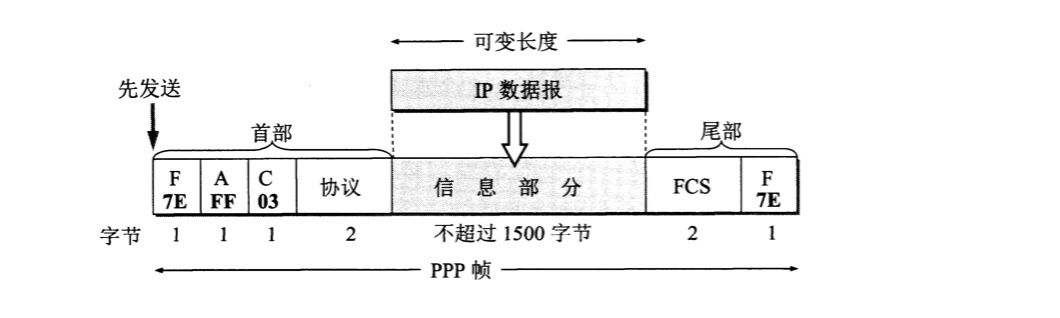 可变长度
IP 数据报
先发送
首部
尾部
F A C 协议 信 息 部 分 FCS F
7E FF 03 7E
字节 1 1 1 2 不超过 1500 字节 2 1
PPP 帧